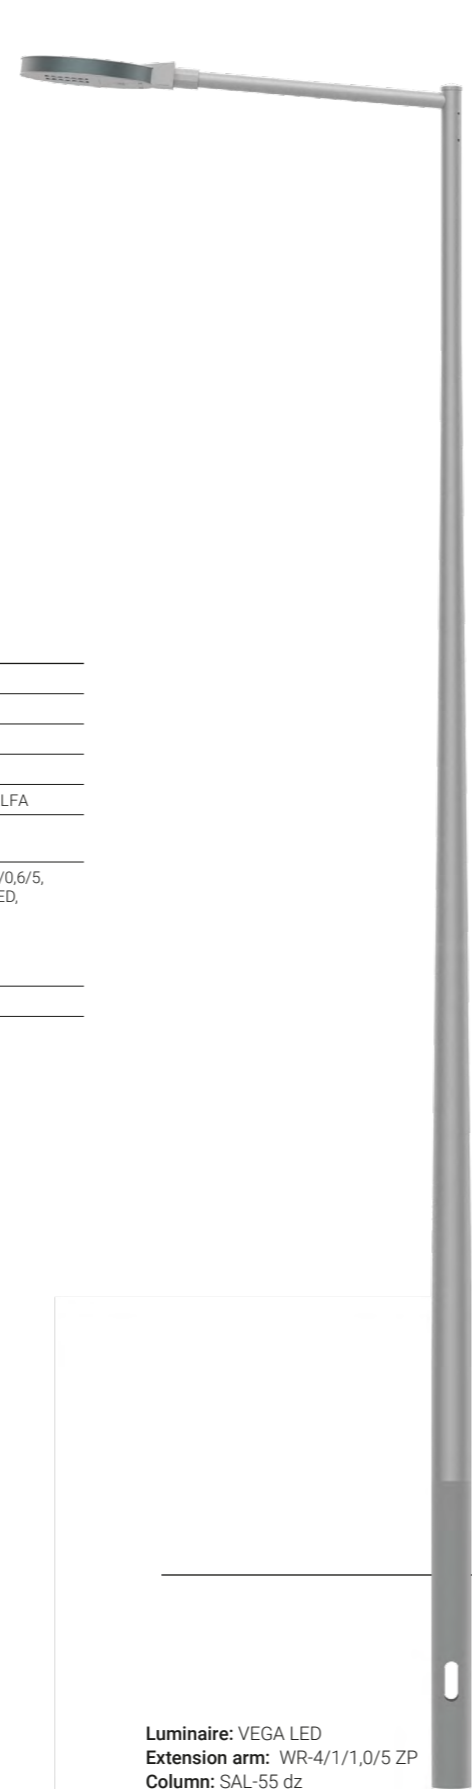 LFA
/0,6/5,
ED,
Luminaire: VEGA LED
Extension arm: WR-4/1/1,0/5 ZP
Column: SAL-55 dz